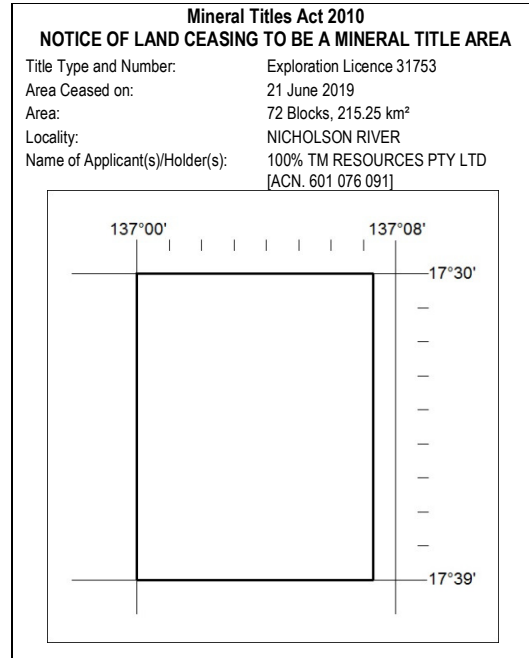 Mineral Titles Act 2010
NOTICE OF LAND CEASING TO BE A MINERAL TITLE AREA
Title Type and Number: Exploration Licence 31753
Area Ceased on: 21 June 2019
Area: 72 Blocks, 215.25 km²
Locality: NICHOLSON RIVER
Name of Applicant(s)/Holder(s): 100% TM RESOURCES PTY LTD
[ACN. 601 076 091]
137°00' 137°08'
17°30'
17°39'